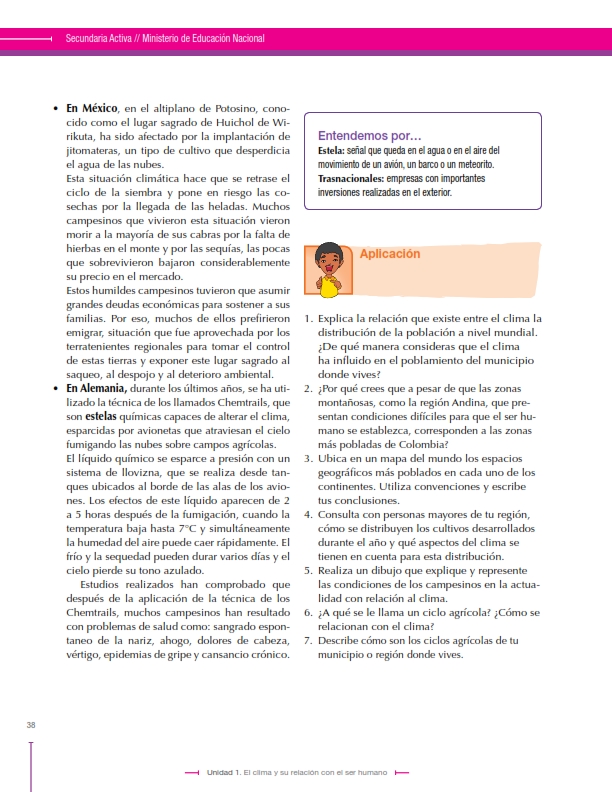 Secundaria Activa // Ministerio de Educación Nacional
• En México, en el altiplano de Potosino, cono-
cido como el lugar sagrado de Huichol de Wi-
rikuta, ha sido afectado por la implantación de
jitomateras, un tipo de cultivo que desperdicia
el agua de las nubes.
Esta situación climática hace que se retrase el
ciclo de la siembra y pone en riesgo las co-
sechas por la llegada de las heladas. Muchos
campesinos que vivieron esta situación vieron
morir a la mayoría de sus cabras por la falta de
hierbas en el monte y por las sequías, las pocas
que sobrevivieron bajaron considerablemente
su precio en el mercado.
Estos humildes campesinos tuvieron que asumir
grandes deudas económicas para sostener a sus
familias. Por eso, muchos de ellos prefirieron
emigrar, situación que fue aprovechada por los
terratenientes regionales para tomar el control
de estas tierras y exponer este lugar sagrado al
saqueo, al despojo y al deterioro ambiental.
• En Alemania, durante los últimos años, se ha uti-
lizado la técnica de los llamados Chemtrails, que
son estelas químicas capaces de alterar el clima,
esparcidas por avionetas que atraviesan el cielo
fumigando las nubes sobre campos agrícolas.
El líquido químico se esparce a presión con un
sistema de llovizna, que se realiza desde tan-
ques ubicados al borde de las alas de los avio-
nes. Los efectos de este líquido aparecen de 2
a 5 horas después de la fumigación, cuando la
temperatura baja hasta 7°C y simultáneamente
la humedad del aire puede caer rápidamente. El
frío y la sequedad pueden durar varios días y el
cielo pierde su tono azulado.
Estudios realizados han comprobado que
después de la aplicación de la técnica de los
Chemtrails, muchos campesinos han resultado
con problemas de salud como: sangrado espon-
taneo de la nariz, ahogo, dolores de cabeza,
vértigo, epidemias de gripe y cansancio crónico.
Entendemos por...
Estela: señal que queda en el agua o en el aire del
movimiento de un avión, un barco o un meteorito.
Trasnacionales: empresas con importantes
inversiones realizadas en el exterior.
Aplicación
1. Explica la relación que existe entre el clima la
distribución de la población a nivel mundial.
¿De qué manera consideras que el clima
ha influido en el poblamiento del municipio
donde vives?
2. ¿Por qué crees que a pesar de que las zonas
montañosas, como la región Andina, que pre-
sentan condiciones difíciles para que el ser hu-
mano se establezca, corresponden a las zonas
más pobladas de Colombia?
3. Ubica en un mapa del mundo los espacios
geográficos más poblados en cada uno de los
continentes. Utiliza convenciones y escribe
tus conclusiones.
4. Consulta con personas mayores de tu región,
cómo se distribuyen los cultivos desarrollados
durante el año y qué aspectos del clima se
tienen en cuenta para esta distribución.
5. Realiza un dibujo que explique y represente
las condiciones de los campesinos en la actua-
lidad con relación al clima.
6. ¿A qué se le llama un ciclo agrícola? ¿Cómo se
relacionan con el clima?
7. Describe cómo son los ciclos agrícolas de tu
municipio o región donde vives.
38
Unidad 1. El clima y su relación con el ser humano